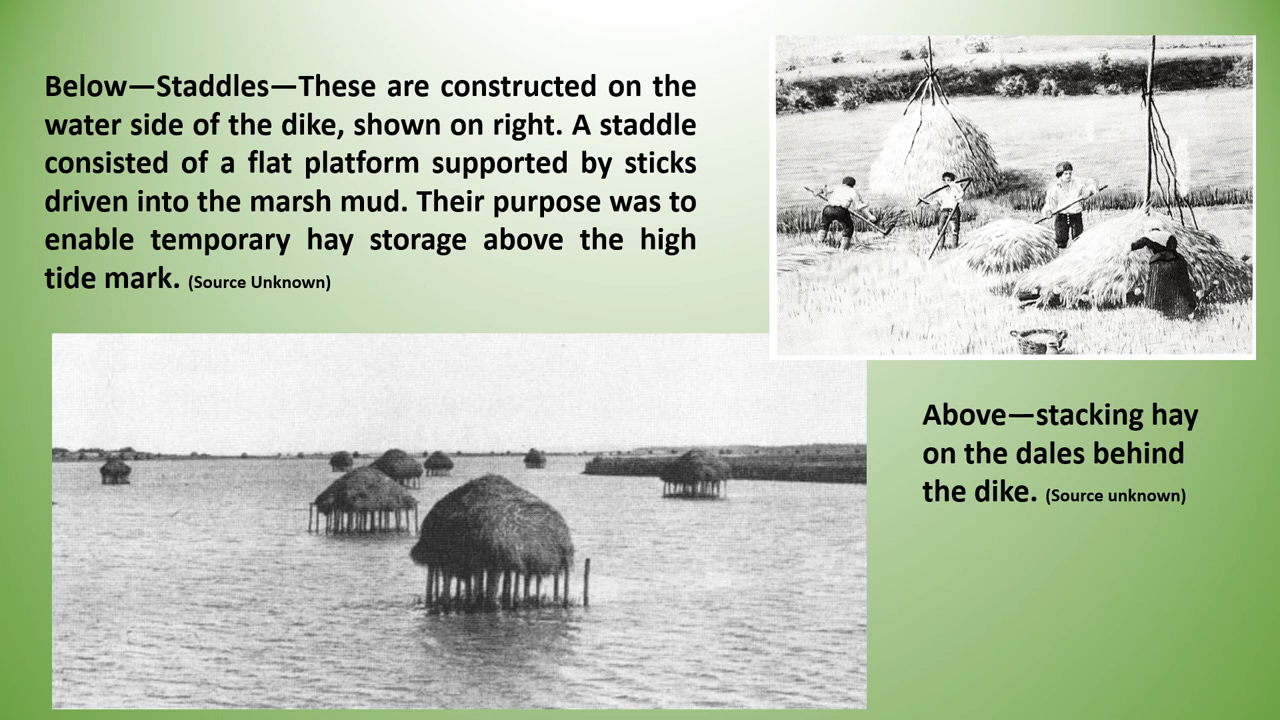 Below—Staddles—These are constructed on the
water side of the dike, shown on right. A staddle
consisted of a flat platform supported by sticks
driven into the marsh mud. Their purpose was to
enable temporary hay storage above the high
tide mark. (Source Unknown)
Above—stacking hay
on the dales behind
the dike. (Source unknown)